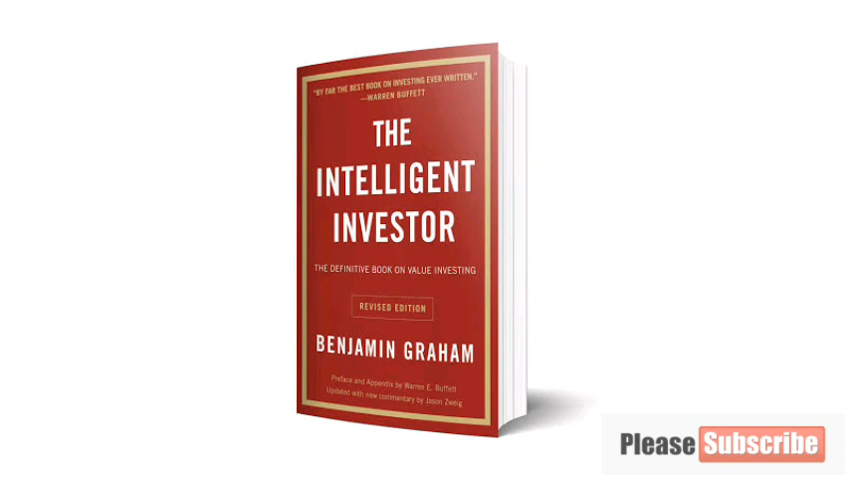 "BY FAR THE BEST BOOK ON INVESTING EVER WRITTEN."
—WARREN BUFFETT
THE
INTELLIGENT
INVESTOR
THE DEFINITIVE BOOK ON VALUE INVESTING
REVISED EDITION
BENJAMIN GRAHAM
Preface and Appendix by Warren E. Buffett
Updated with new commentary by Jason Zweig
Please Subscribe